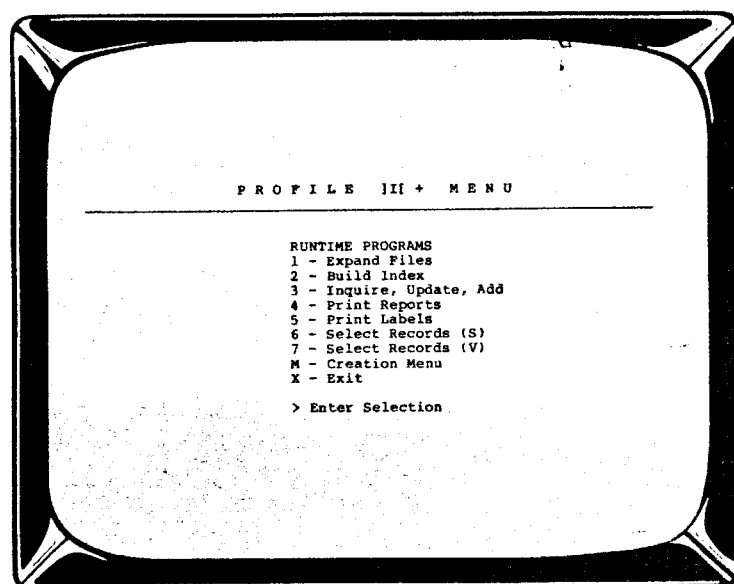 P R O F I L E   ]I[ +   M E N U
RUNTIME PROGRAMS
1 - Expand Files
2 - Build Index
3 - Inquire, Update, Add
4 - Print Reports
5 - Print Labels
6 - Select Records (S)
7 - Select Records (V)
M - Creation Menu
X - Exit
> Enter Selection